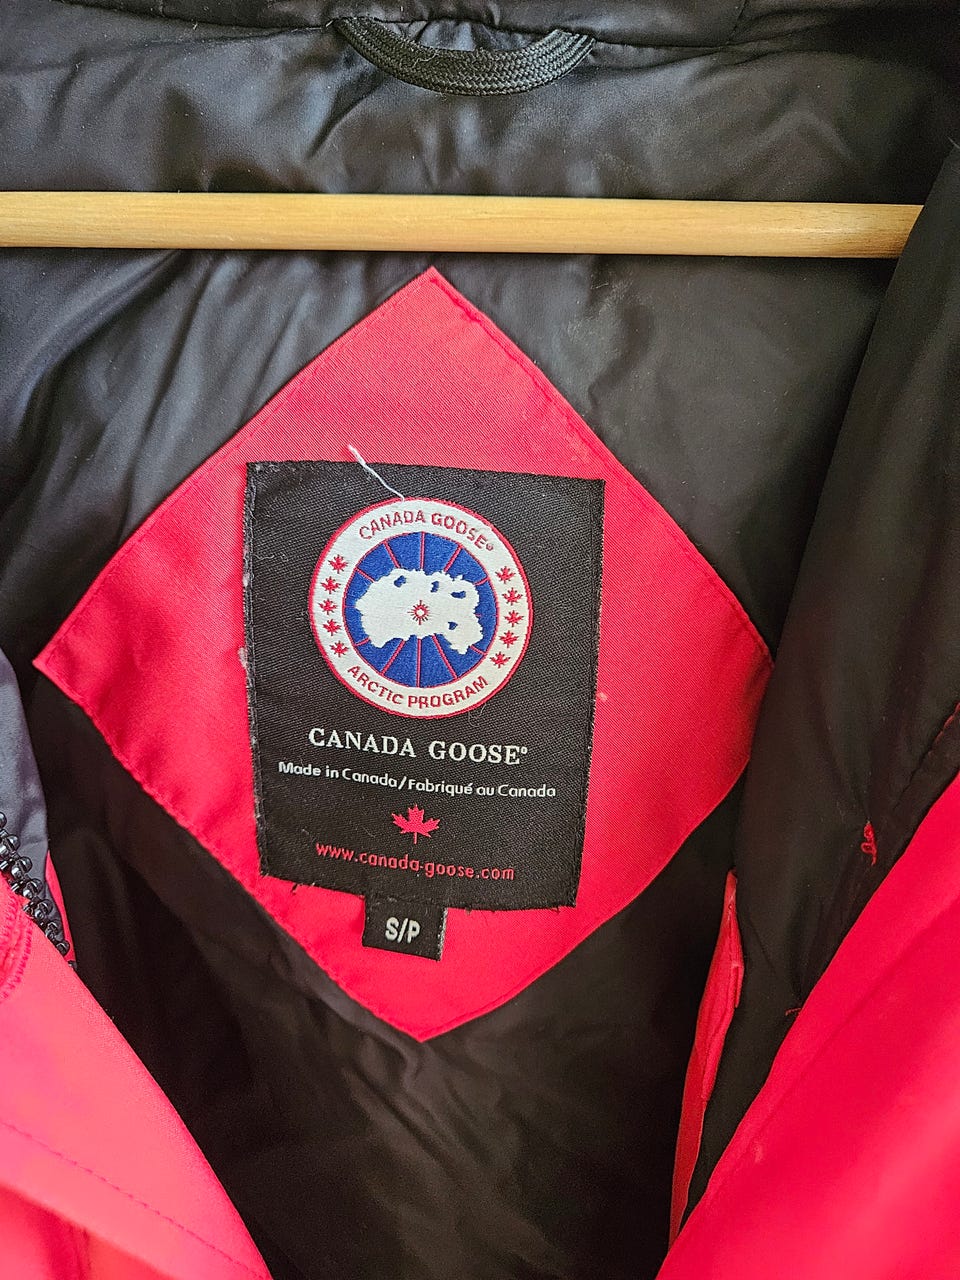 CANADA GOOSE®
ARCTIC PROGRAM
CANADA GOOSE®
Made in Canada/Fabriqué au Canada
www.canada-goose.com
S/P